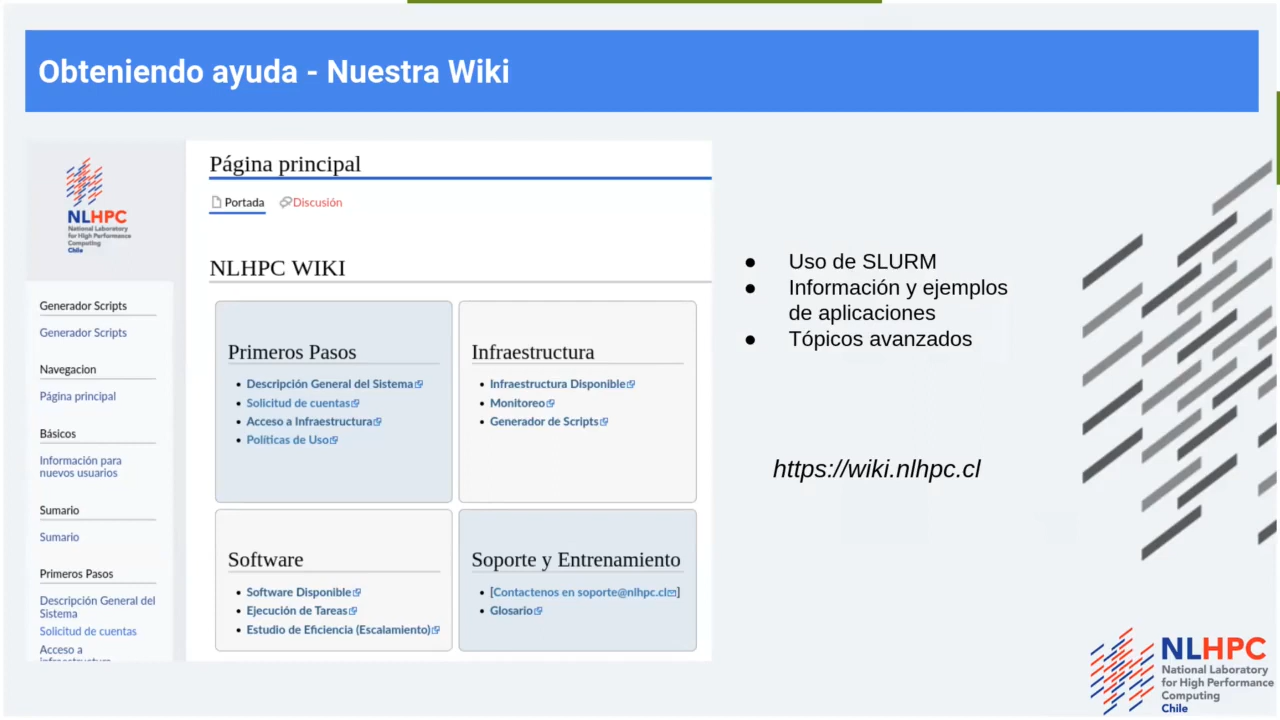 Obteniendo ayuda - Nuestra Wiki
NLHPC
National Laboratory
for High Performance
Computing
Chile
Generador Scripts
Generador Scripts
Navegacion
Página principal
Básicos
Información para
nuevos usuarios
Sumario
Sumario
Primeros Pasos
Descripción General del
Sistema
Solicitud de cuentas
Acceso a
infraestructura
Página principal
Portada Discusión
NLHPC WIKI
Primeros Pasos
• Descripción General del Sistema
• Solicitud de cuentas
• Acceso a Infraestructura
• Políticas de Uso
Infraestructura
• Infraestructura Disponible
• Monitoreo
• Generador de Scripts
Software
• Software Disponible
• Ejecución de Tareas
• Estudio de Eficiencia (Escalamiento)
Soporte y Entrenamiento
• [Contactenos en soporte@nlhpc.cl]
• Glosario
● Uso de SLURM
● Información y ejemplos
de aplicaciones
● Tópicos avanzados
https://wiki.nlhpc.cl
NLHPC
National Laboratory
for High Performance
Computing
Chile